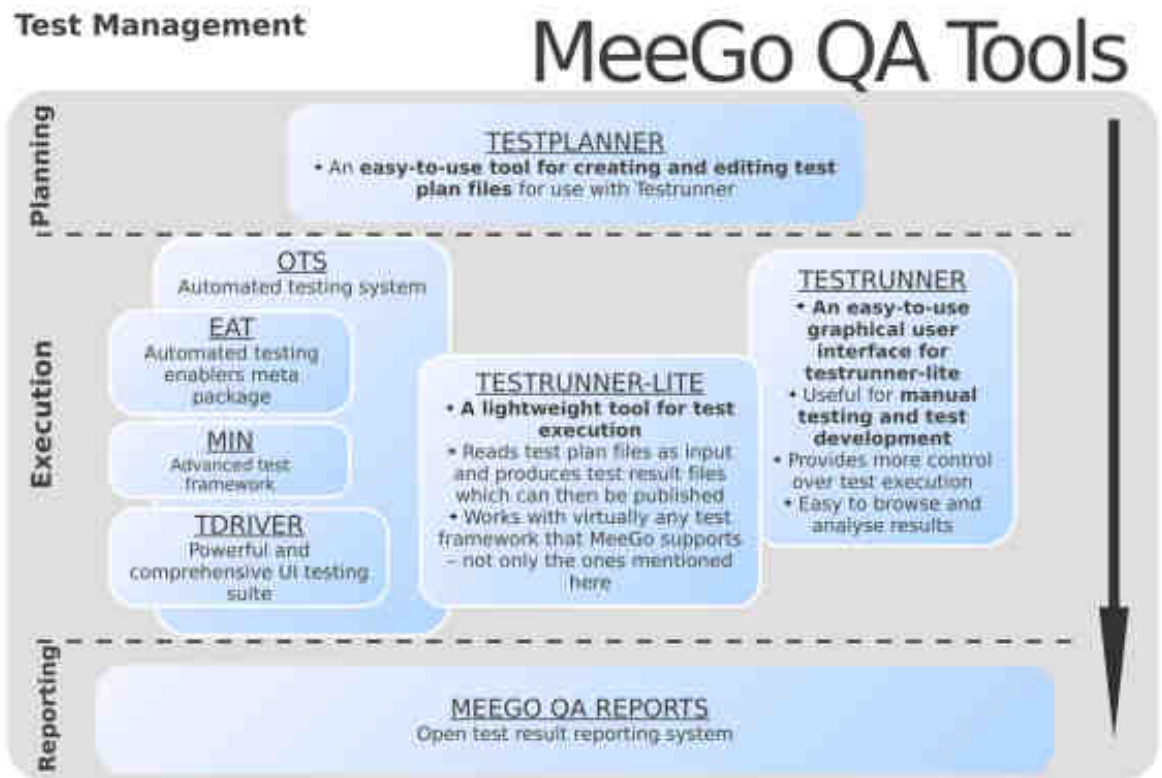 Test Management
MeeGo QA Tools
Planning
TESTPLANNER
• An easy-to-use tool for creating and editing test
plan files for use with Testrunner
Execution
OTS
Automated testing system
EAT
Automated testing
enablers meta
package
MIN
Advanced test
framework
TDRIVER
Powerful and
comprehensive UI testing
suite
TESTRUNNER-LITE
• A lightweight tool for test
execution
• Reads test plan files as input
and produces test result files
which can then be published
• Works with virtually any test
framework that MeeGo supports
– not only the ones mentioned
here
TESTRUNNER
• An easy-to-use
graphical user
interface for
testrunner-lite
• Useful for manual
testing and test
development
• Provides more control
over test execution
• Easy to browse and
analyse results
Reporting
MEEGO QA REPORTS
Open test result reporting system